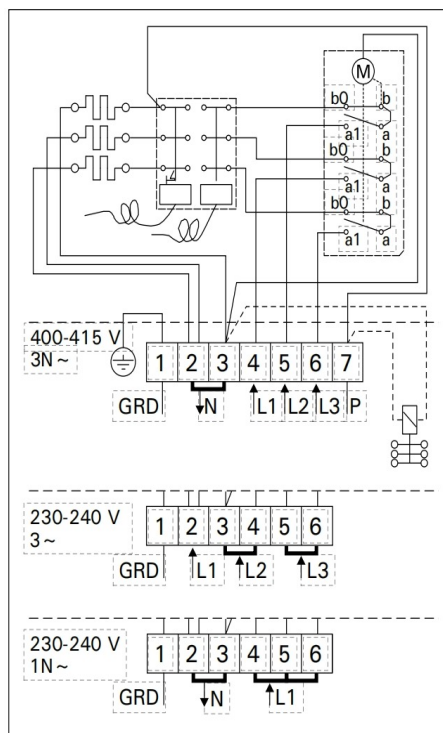 M
b0 b
a1 a
b0 b
a1 a
b0 b
a1 a
400-415 V
3N ~
1 2 3 4 5 6 7
GRD N L1 L2 L3 P
230-240 V
3 ~
1 2 3 4 5 6
GRD L1 L2 L3
230-240 V
1N ~
1 2 3 4 5 6
GRD N L1